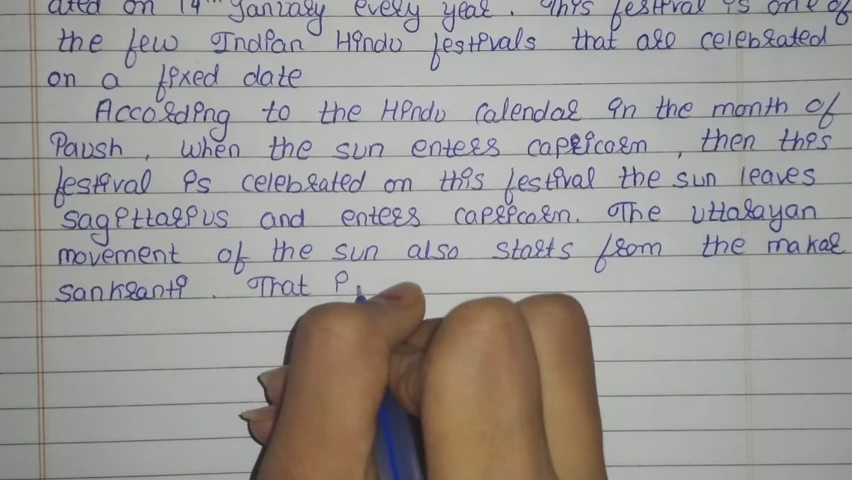 ated on 14th January every year. This festival is one of
the few Indian Hindu festivals that are celebrated
on a fixed date
According to the Hindu calendar in the month of
Paush, when the sun enters capricorn, then this
festival is celebrated on this festival the sun leaves
sagittarius and enters capricorn. The uttarayan
movement of the sun also starts from the makar
sankranti. That i